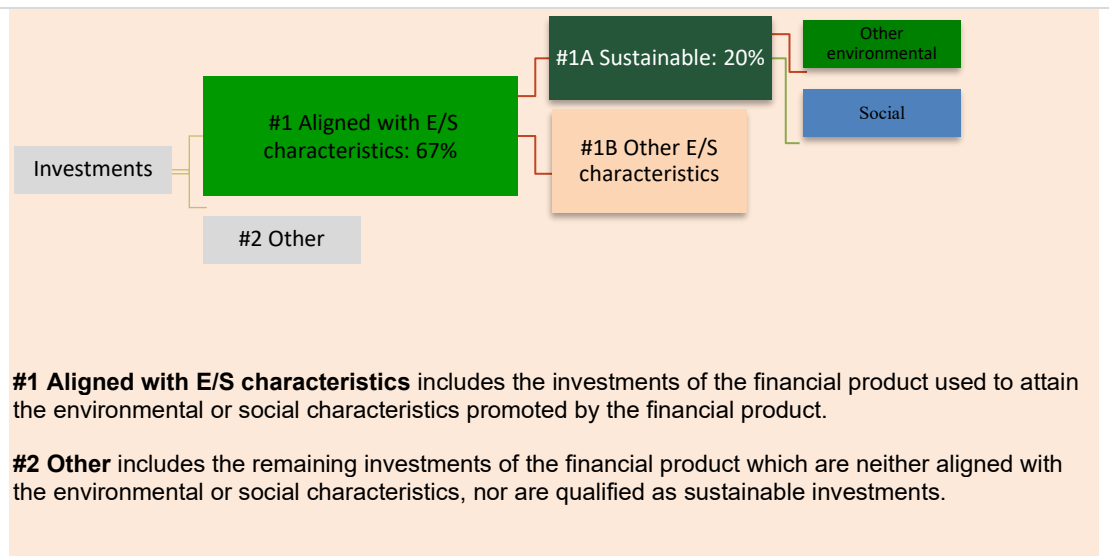 Investments
#1 Aligned with E/S
characteristics: 67%
#2 Other
#1A Sustainable: 20%
#1B Other E/S
characteristics
Other
environmental
Social
#1 Aligned with E/S characteristics includes the investments of the financial product used to attain
the environmental or social characteristics promoted by the financial product.
#2 Other includes the remaining investments of the financial product which are neither aligned with
the environmental or social characteristics, nor are qualified as sustainable investments.